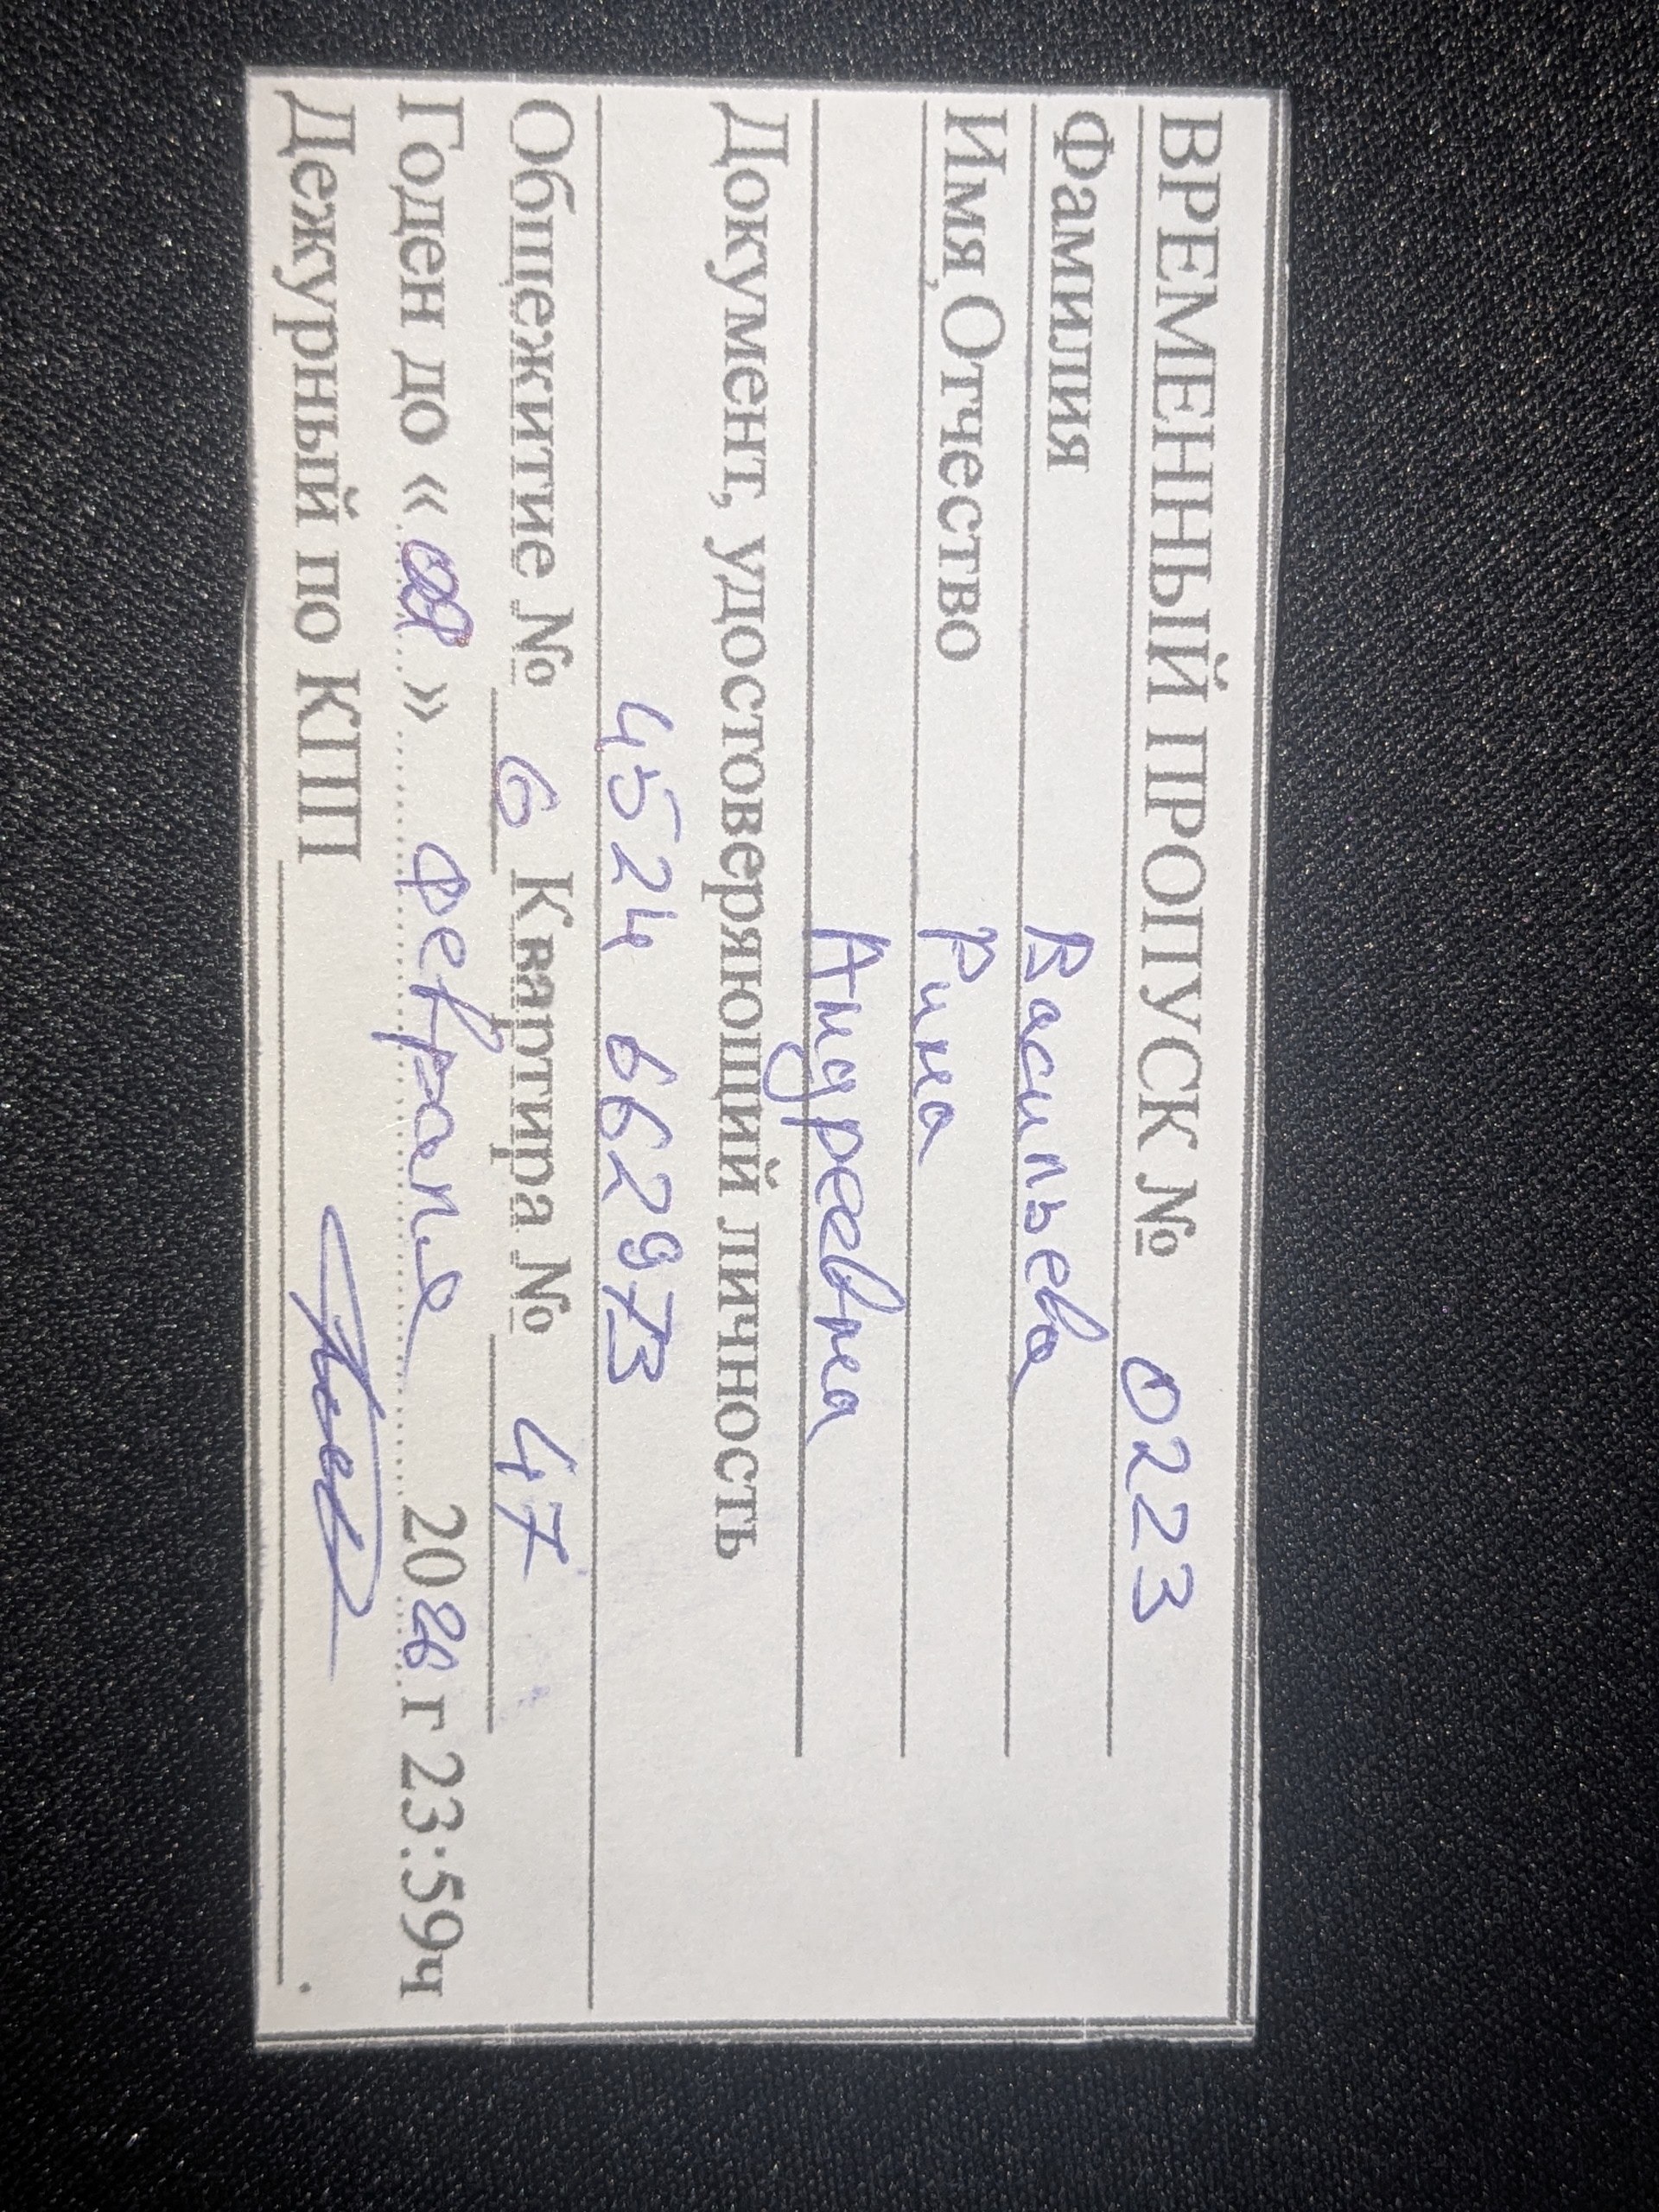 ВРЕМЕННЫЙ ПРОПУСК № 0223
Фамилия Васильева
Имя, Отчество Рина
Андреевна
Документ, удостоверяющий личность
4524 662973
Общежитие № 6 Квартира № 47
Годен до « » февраля 2026 г 23:59ч
Дежурный по КПП